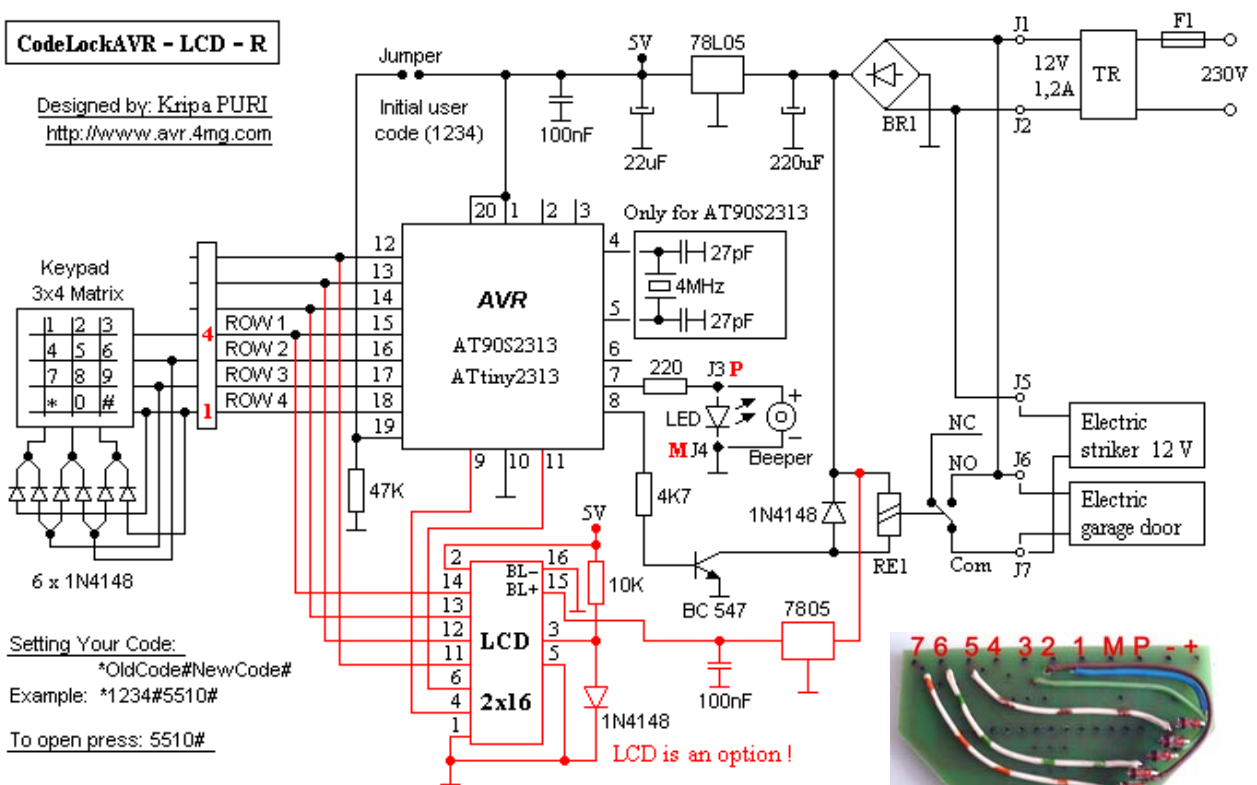 CodeLockAVR - LCD - R
Designed by: Kripa PURI
http://www.avr.4mg.com
Jumper
Initial user
code (1234)
100nF
5V
22uF
78L05
220uF
BR1
J1
J2
12V
1,2A
TR
F1
230V
20 1 2 3
Only for AT90S2313
4
27pF
4MHz
5
27pF
Keypad
3x4 Matrix
1 2 3
4 5 6
7 8 9
* 0 #
6 x 1N4148
4
1
ROW 1
ROW 2
ROW 3
ROW 4
12
13
14
15
16
17
18
19
AVR
AT90S2313
ATtiny2313
6
7
8
9 10 11
220
J3 P
LED
M J4
+
−
Beeper
47K
4K7
1N4148
BC 547
RE1
NC
NO
Com
J5
J6
J7
Electric
striker 12 V
Electric
garage door
5V
10K
2
14
13
12
11
6
4
1
BL- 16
BL+ 15
LCD
2x16
3
5
1N4148
100nF
7805
LCD is an option !
Setting Your Code:
*OldCode#NewCode#
Example: *1234#5510#
To open press: 5510#
7 6 5 4 3 2 1 M P - +